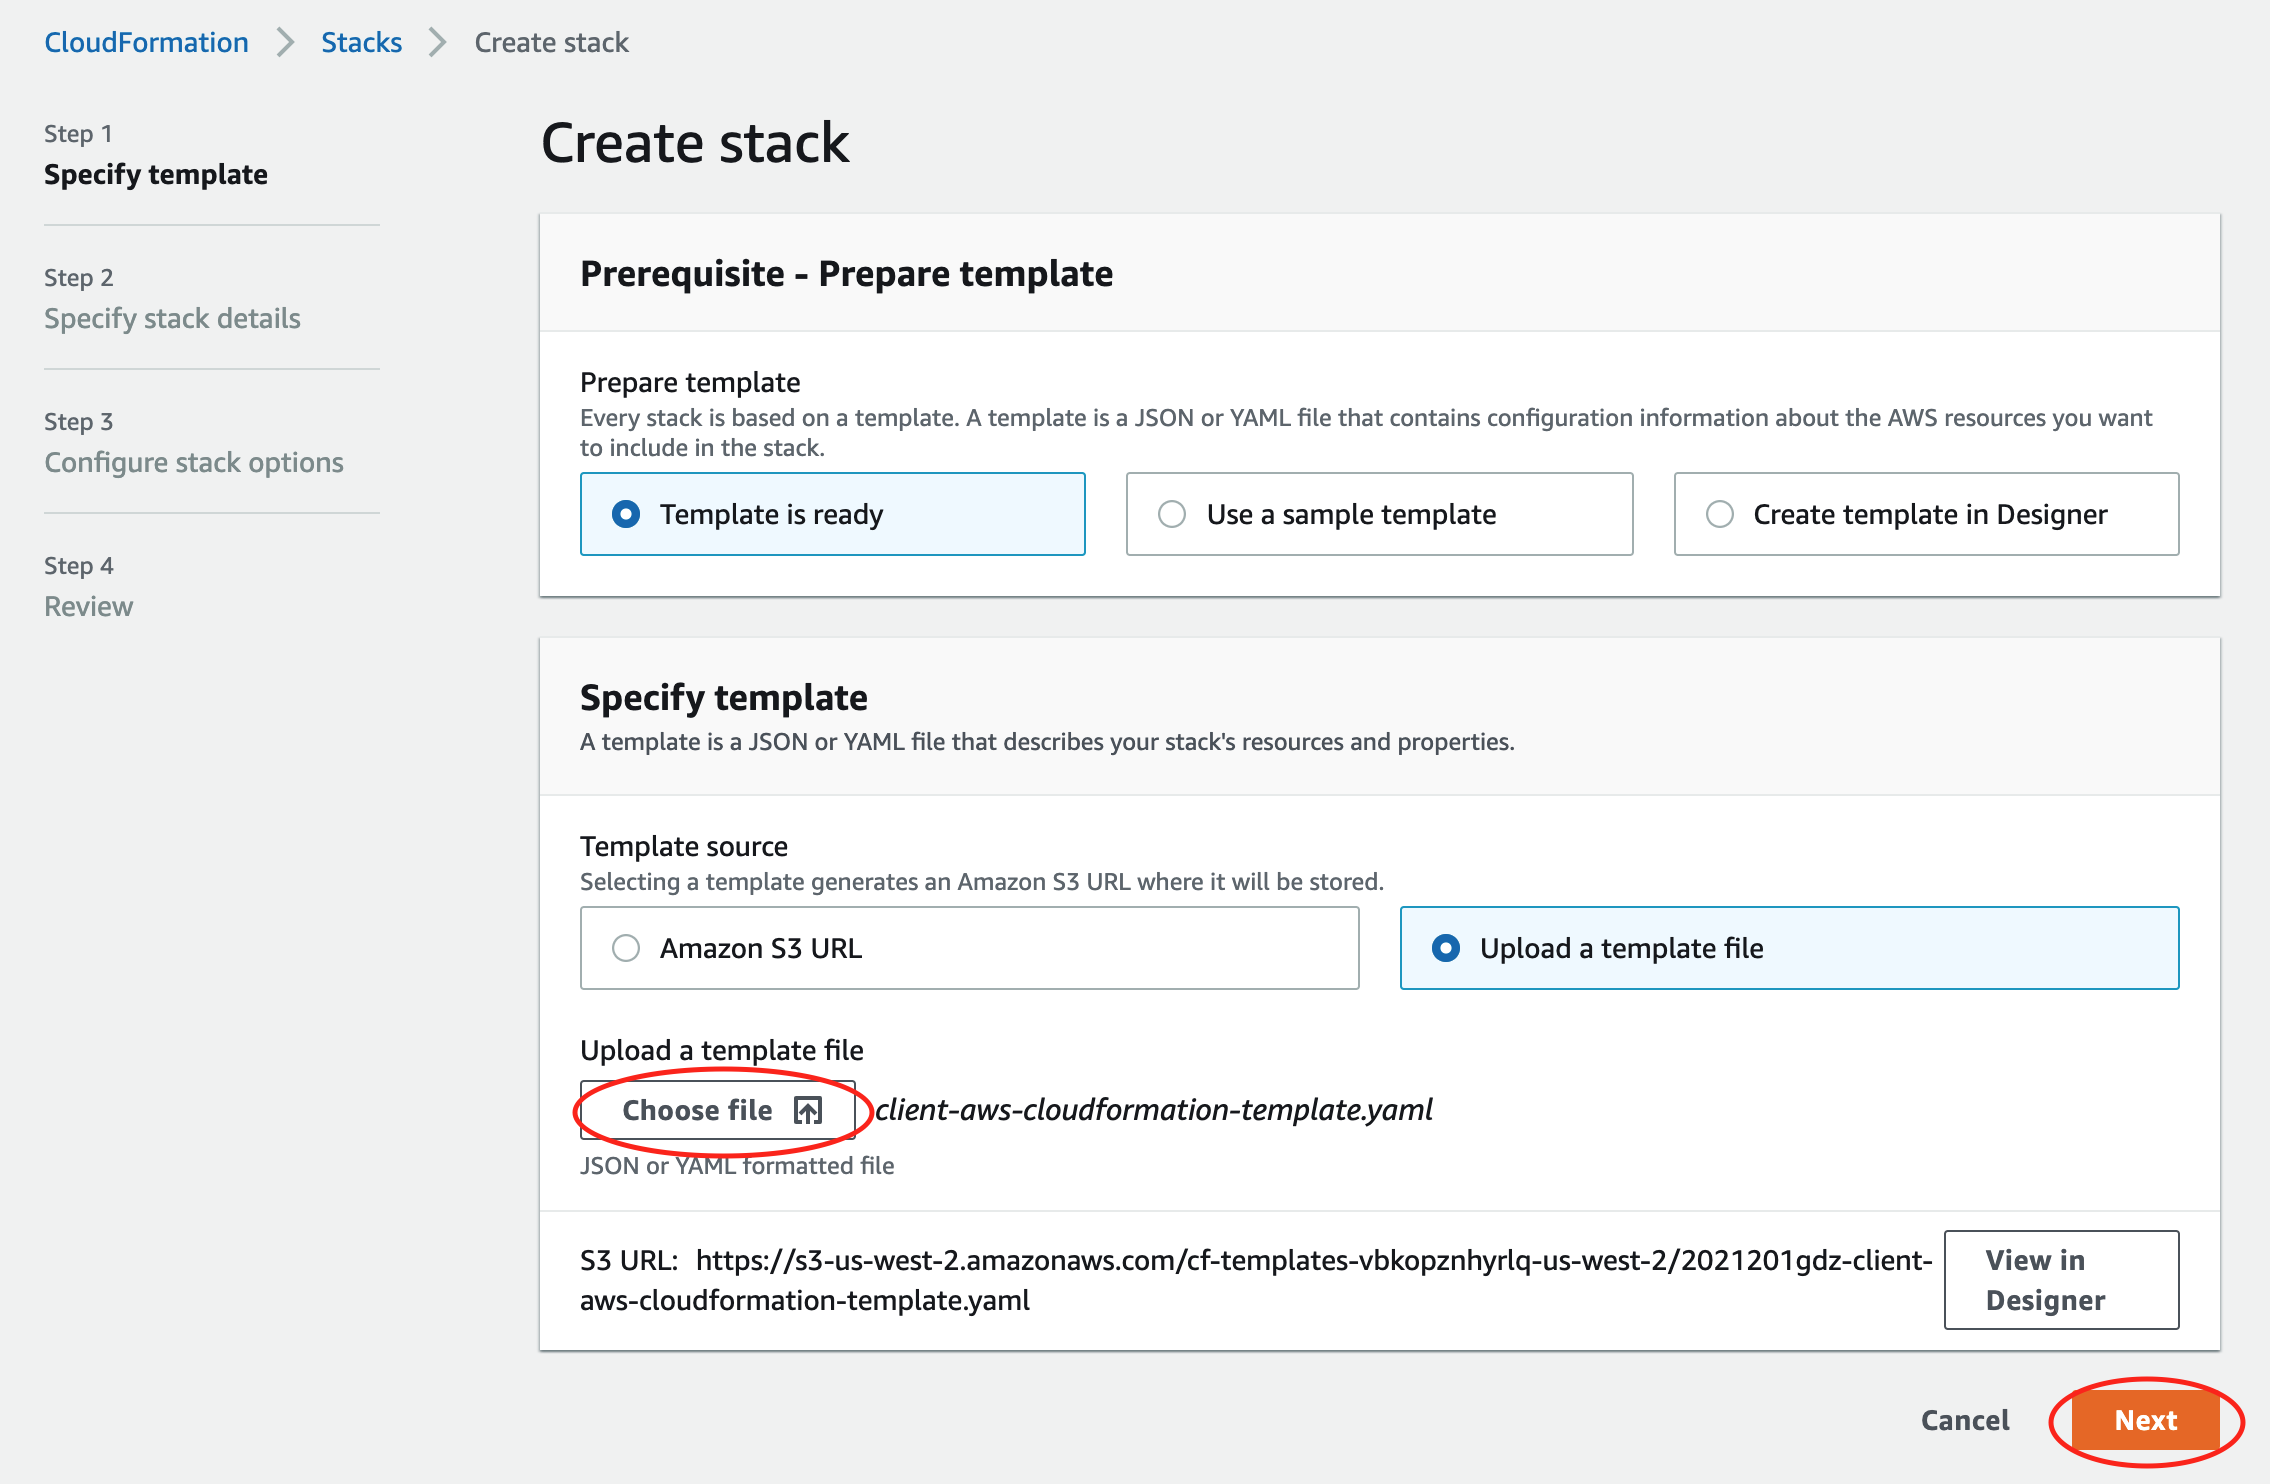 CloudFormation > Stacks > Create stack
Step 1
Specify template
Step 2
Specify stack details
Step 3
Configure stack options
Step 4
Review
Create stack
Prerequisite - Prepare template
Prepare template
Every stack is based on a template. A template is a JSON or YAML file that contains configuration information about the AWS resources you want
to include in the stack.
Template is ready
Use a sample template
Create template in Designer
Specify template
A template is a JSON or YAML file that describes your stack's resources and properties.
Template source
Selecting a template generates an Amazon S3 URL where it will be stored.
Amazon S3 URL
Upload a template file
Upload a template file
Choose file
client-aws-cloudformation-template.yaml
JSON or YAML formatted file
S3 URL: https://s3-us-west-2.amazonaws.com/cf-templates-vbkopznhyrlq-us-west-2/2021201gdz-client-
aws-cloudformation-template.yaml
View in
Designer
Cancel
Next